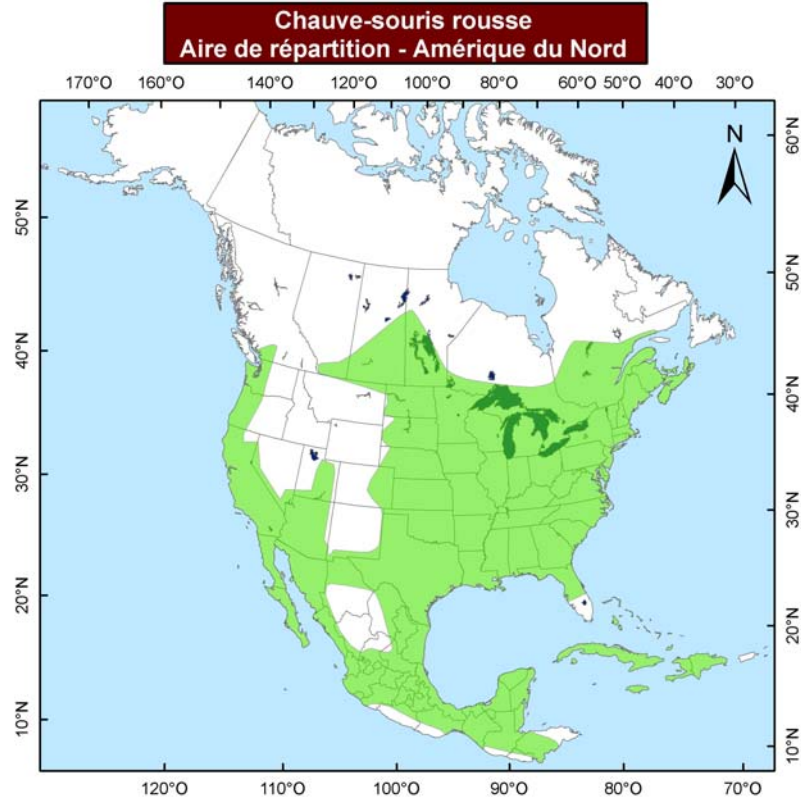 Chauve-souris rousse
Aire de répartition - Amérique du Nord
170°O 160°O 140°O 120°O 100°O 80°O 60°O 50°O 40°O 30°O
N
60°N
50°N
50°N
40°N
40°N
30°N
30°N
20°N
20°N
10°N
10°N
120°O 110°O 100°O 90°O 80°O 70°O